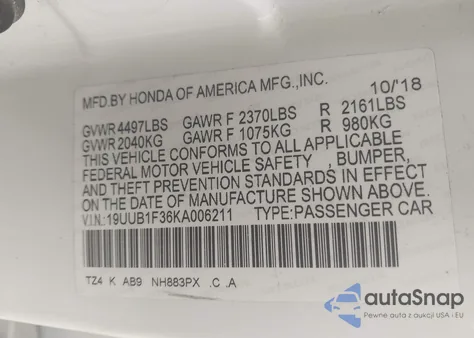 MFD.BY HONDA OF AMERICA MFG.,INC. 10/'18
GVWR 4497LBS GAWR F 2370LBS R 2161LBS
GVWR 2040KG GAWR F 1075KG R 980KG
THIS VEHICLE CONFORMS TO ALL APPLICABLE
FEDERAL MOTOR VEHICLE SAFETY , BUMPER,
AND THEFT PREVENTION STANDARDS IN EFFECT
ON THE DATE OF MANUFACTURE SHOWN ABOVE.
V.I.N.: 19UUB1F36KA006211 TYPE:PASSENGER CAR
TZ4 K AB9 NH883PX .C .A
autoSnap
Pewne auta z aukcji USA i EU